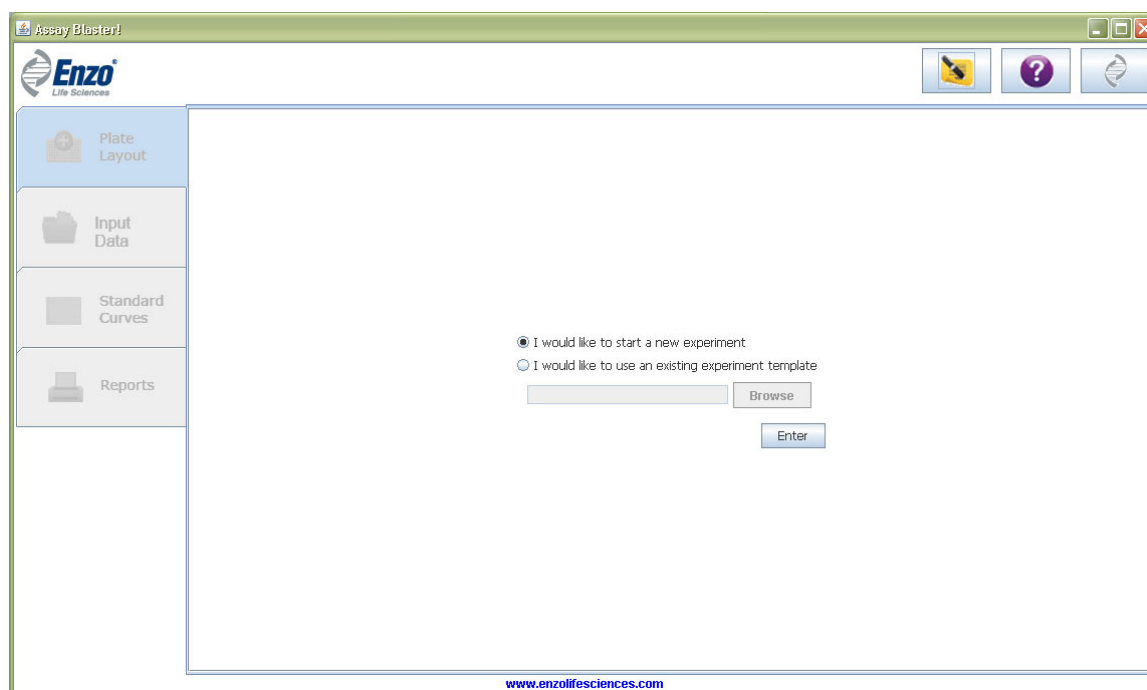 Assay Blaster!
Enzo
Life Sciences
?
Plate
Layout
Input
Data
Standard
Curves
Reports
I would like to start a new experiment
I would like to use an existing experiment template
Browse
Enter
www.enzolifesciences.com